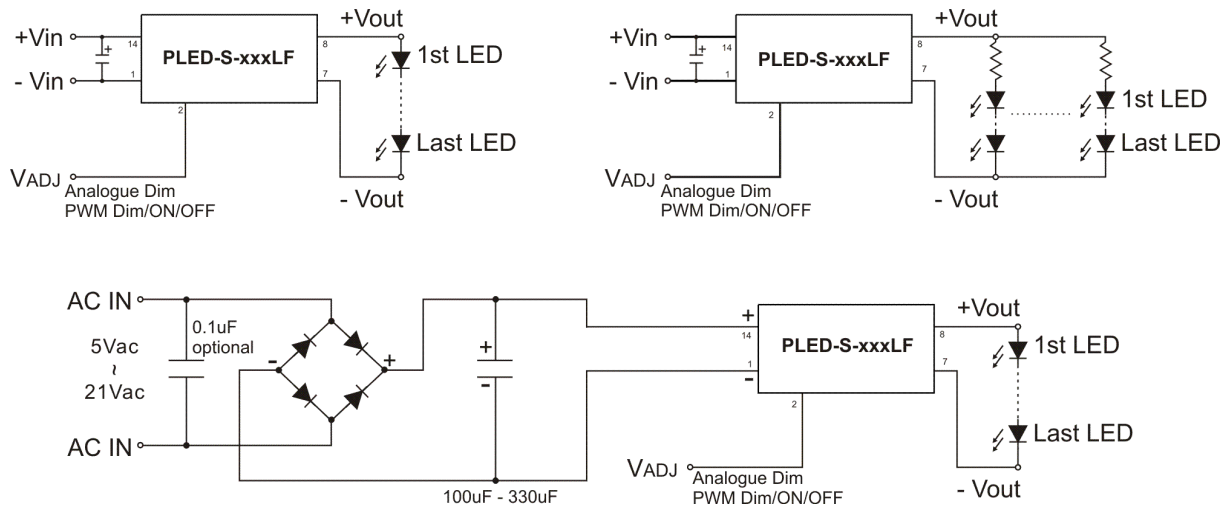 +Vout
+Vin
14
+
PLED-S-xxxLF
8
1st LED
- Vin
1
7
2
Last LED
VADJ
Analogue Dim
PWM Dim/ON/OFF
- Vout
+Vout
+Vin
14
+
PLED-S-xxxLF
8
- Vin
1
7
1st LED
2
Last LED
VADJ
Analogue Dim
PWM Dim/ON/OFF
- Vout
AC IN
0.1uF
optional
5Vac
~
21Vac
AC IN
-
+
+
-
100uF - 330uF
+
14
1
-
PLED-S-xxxLF
+Vout
8
1st LED
7
2
Last LED
VADJ
Analogue Dim
PWM Dim/ON/OFF
- Vout